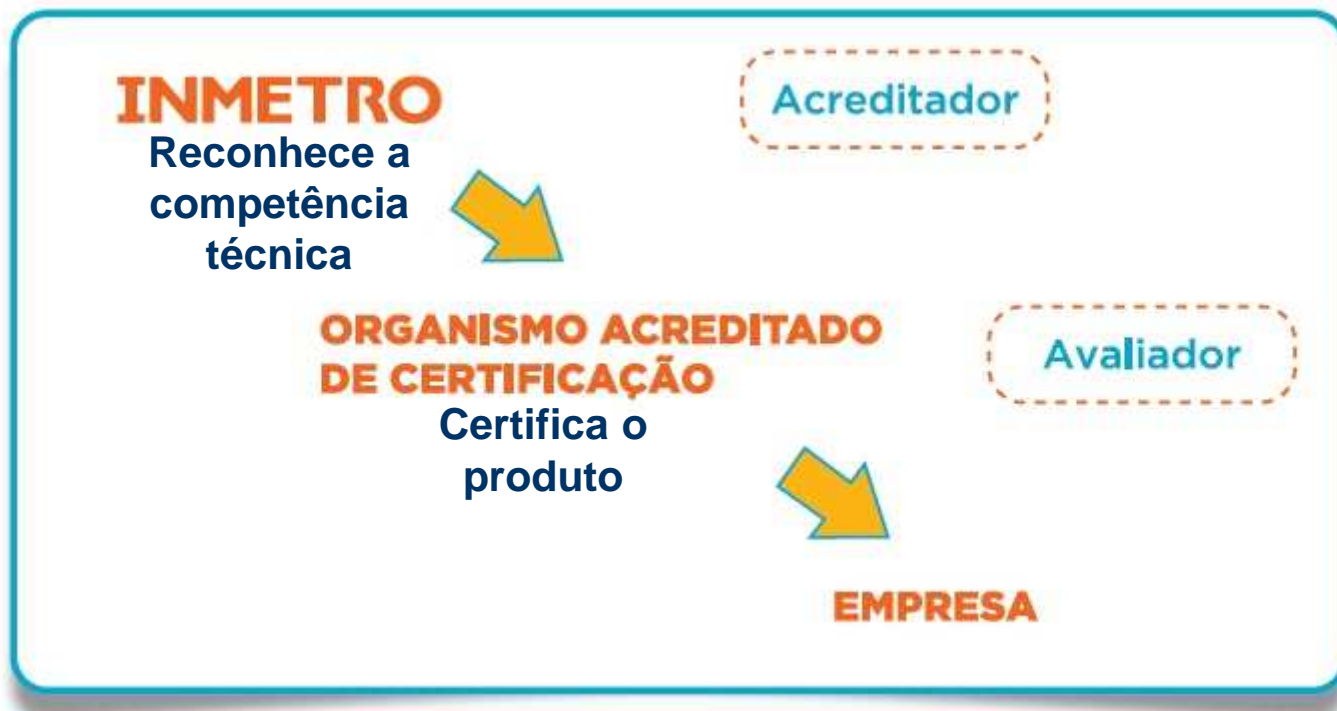 INMETRO
Acreditador
Reconhece a
competência
técnica
ORGANISMO ACREDITADO
DE CERTIFICAÇÃO
Avaliador
Certifica o
produto
EMPRESA